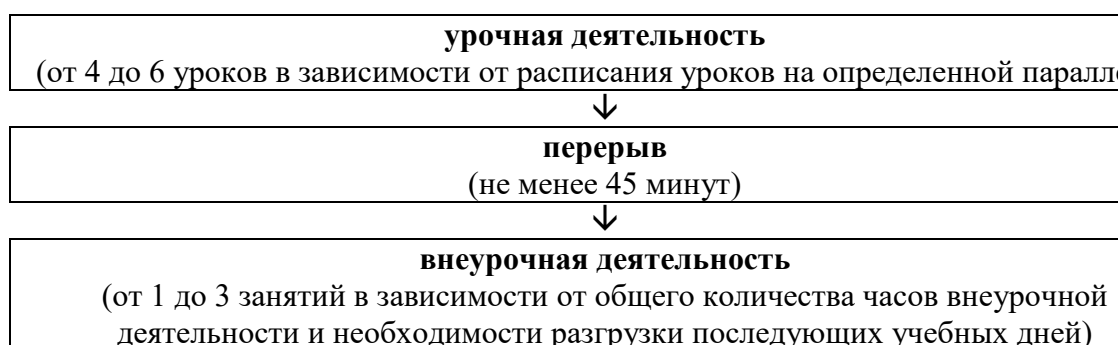 урочная деятельность
(от 4 до 6 уроков в зависимости от расписания уроков на определенной
↓
перерыв
(не менее 45 минут)
↓
внеурочная деятельность
(от 1 до 3 занятий в зависимости от общего количества часов внеурочной
деятельности и необходимости разгрузки последующих учебных дней)